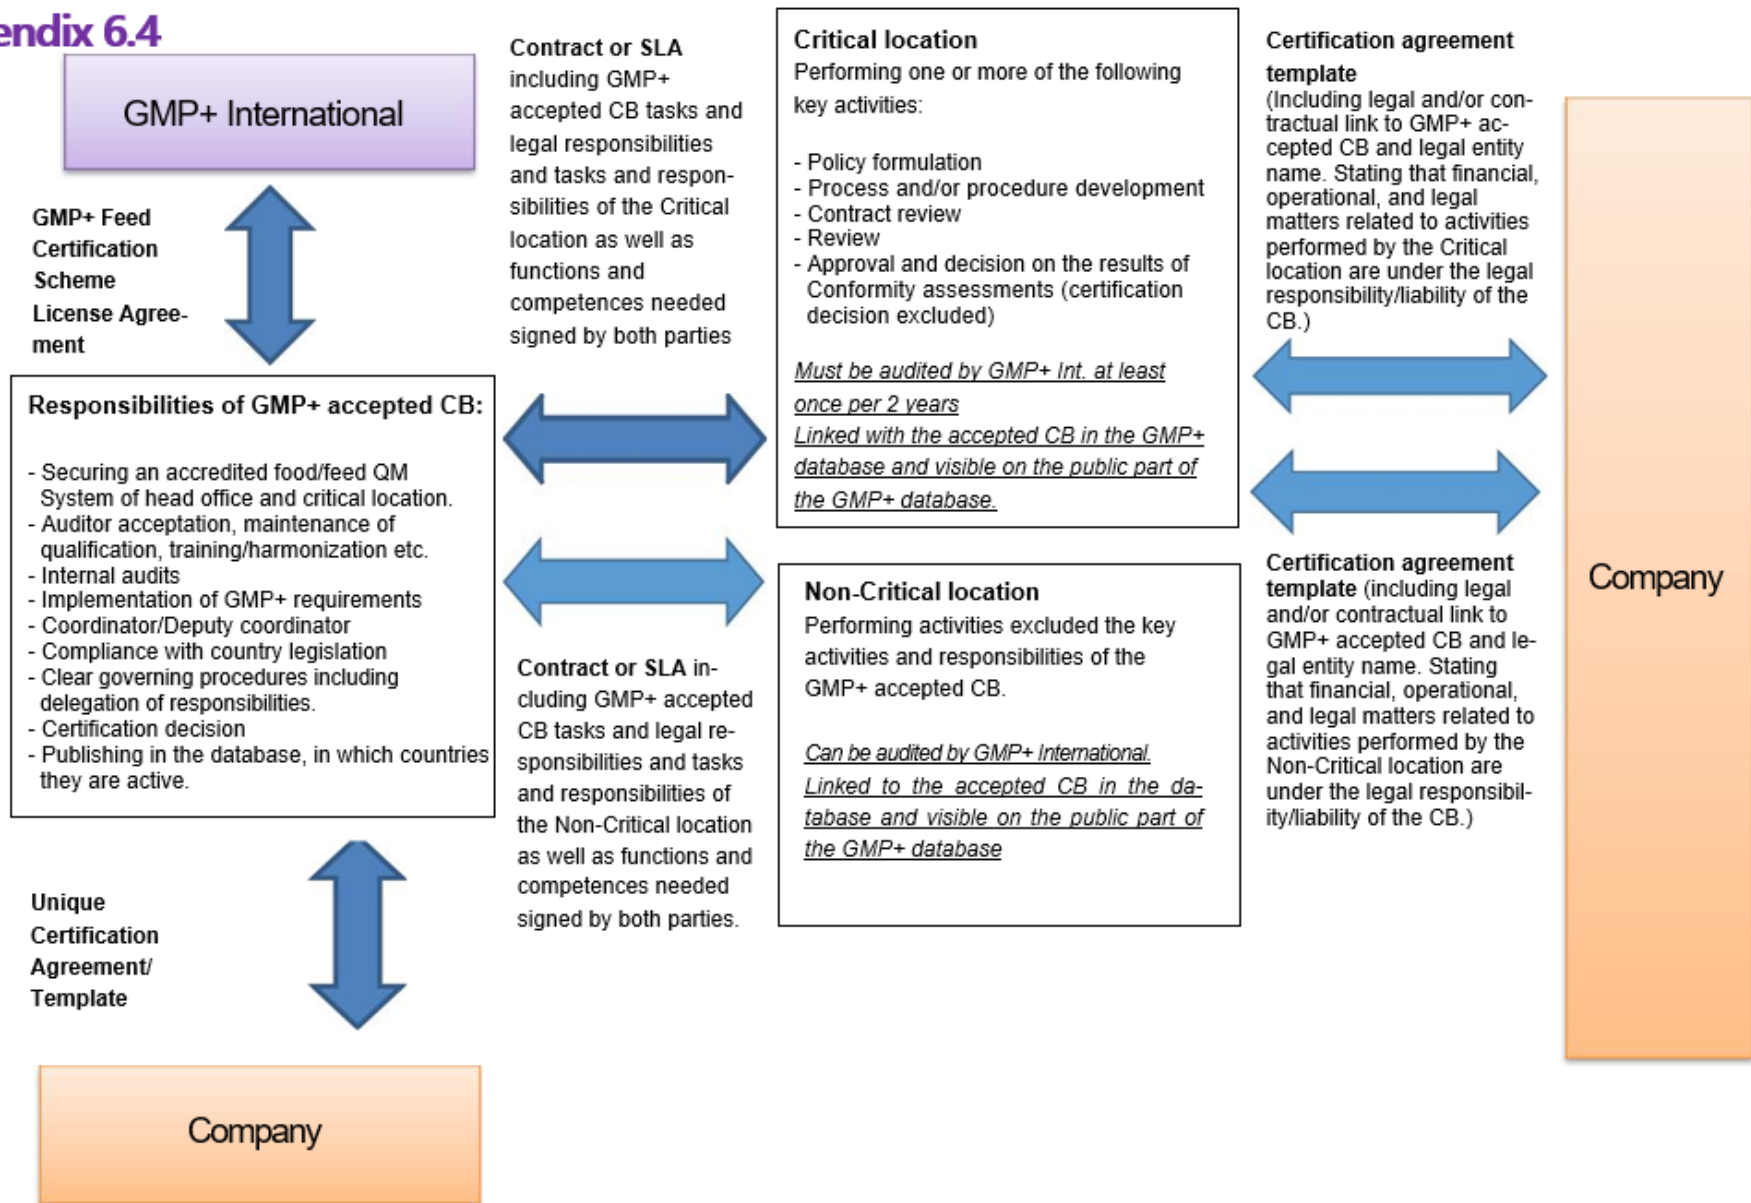 endix 6.4
GMP+ International
GMP+ Feed
Certification
Scheme
License Agree-
ment
Responsibilities of GMP+ accepted CB:
- Securing an accredited food/feed QM
System of head office and critical location.
- Auditor acceptation, maintenance of
qualification, training/harmonization etc.
- Internal audits
- Implementation of GMP+ requirements
- Coordinator/Deputy coordinator
- Compliance with country legislation
- Clear governing procedures including
delegation of responsibilities.
- Certification decision
- Publishing in the database, in which countries
they are active.
Unique
Certification
Agreement/
Template
Company
Contract or SLA
including GMP+
accepted CB tasks and
legal responsibilities
and tasks and respon-
sibilities of the Critical
location as well as
functions and
competences needed
signed by both parties
Contract or SLA in-
cluding GMP+ accepted
CB tasks and legal re-
sponsibilities and tasks
and responsibilities of
the Non-Critical location
as well as functions and
competences needed
signed by both parties.
Critical location
Performing one or more of the following
key activities:
- Policy formulation
- Process and/or procedure development
- Contract review
- Review
- Approval and decision on the results of
Conformity assessments (certification
decision excluded)
Must be audited by GMP+ Int. at least
once per 2 years
Linked with the accepted CB in the GMP+
database and visible on the public part of
the GMP+ database.
Non-Critical location
Performing activities excluded the key
activities and responsibilities of the
GMP+ accepted CB.
Can be audited by GMP+ International.
Linked to the accepted CB in the da-
tabase and visible on the public part of
the GMP+ database
Certification agreement
template
(Including legal and/or con-
tractual link to GMP+ ac-
cepted CB and legal entity
name. Stating that financial,
operational, and legal
matters related to activities
performed by the Critical
location are under the legal
responsibility/liability of the
CB.)
Certification agreement
template (including legal
and/or contractual link to
GMP+ accepted CB and le-
gal entity name. Stating
that financial, operational,
and legal matters related to
activities performed by the
Non-Critical location are
under the legal responsibil-
ity/liability of the CB.)
Company